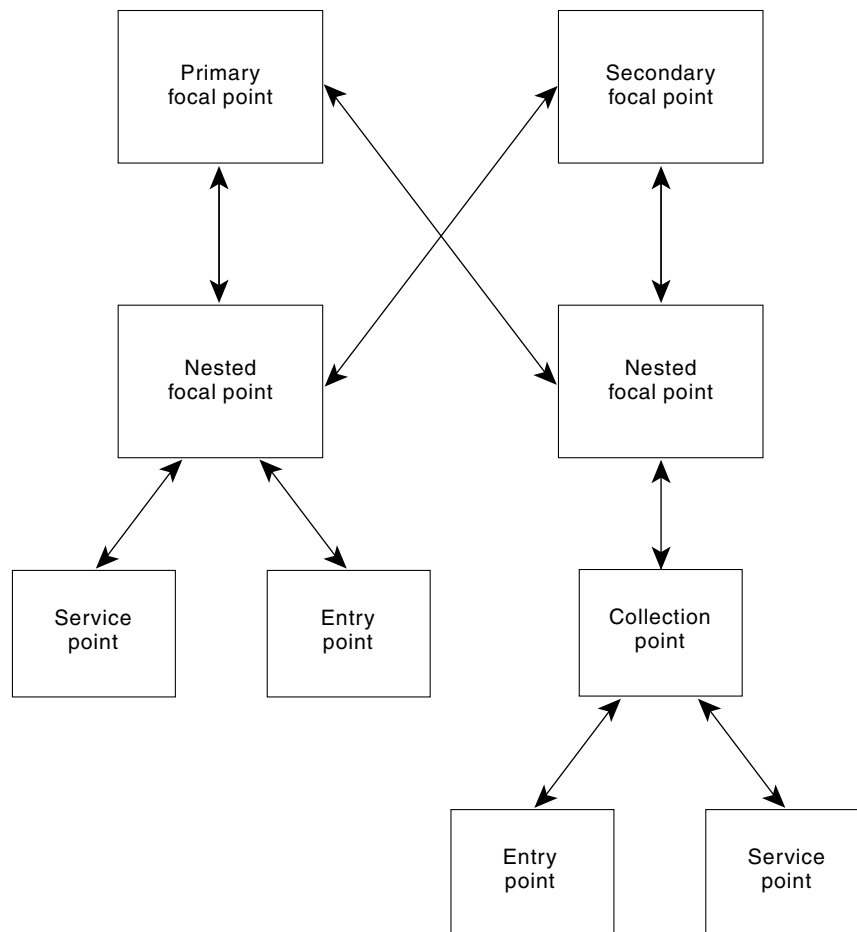 Primary
focal point
Secondary
focal point
Nested
focal point
Nested
focal point
Service
point
Entry
point
Collection
point
Entry
point
Service
point